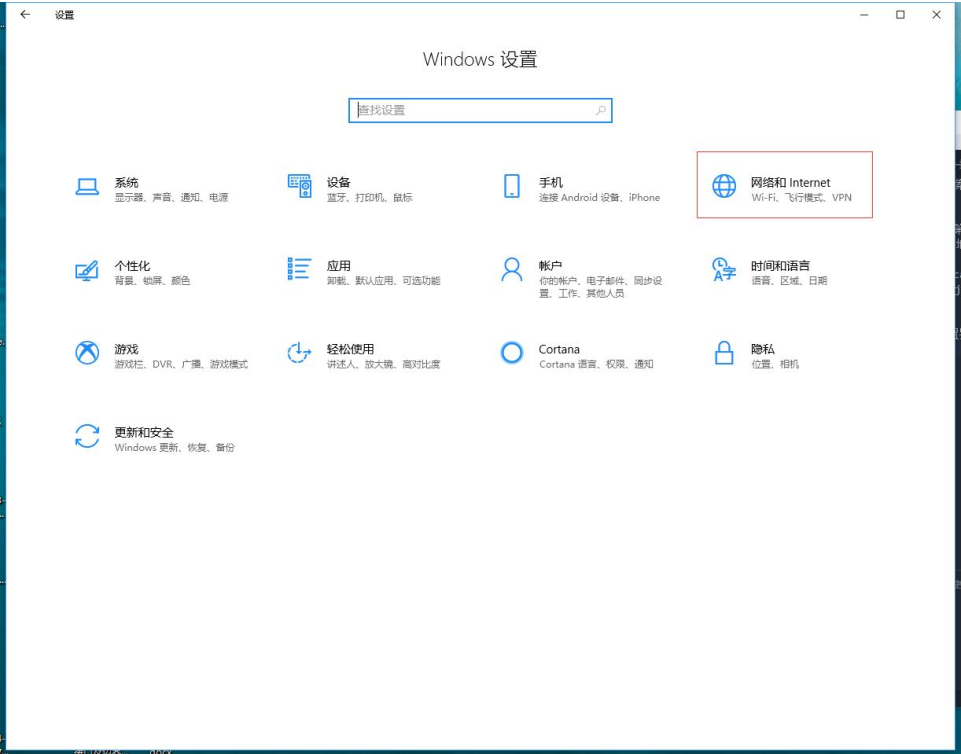 设置
Windows 设置
查找设置
系统
显示器、声音、通知、电源
设备
蓝牙、打印机、鼠标
手机
连接 Android 设备、iPhone
网络和 Internet
Wi-Fi、飞行模式、VPN
个性化
背景、锁屏、颜色
应用
卸载、默认应用、可选功能
帐户
你的帐户、电子邮件、同步设
置、工作、其他人员
时间和语言
语音、区域、日期
游戏
游戏栏、DVR、广播、游戏模式
轻松使用
讲述人、放大镜、高对比度
Cortana
Cortana 语言、权限、通知
隐私
位置、相机
更新和安全
Windows 更新、恢复、备份